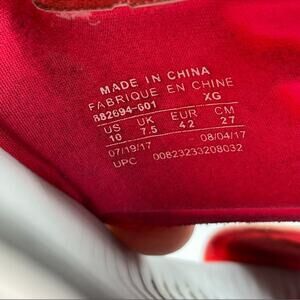 MADE IN CHINA
FABRIQUE EN CHINE
882694-601 XG
US UK EUR CM
10 7.5 42 27
07/19/17 08/04/17
UPC 00823233208032